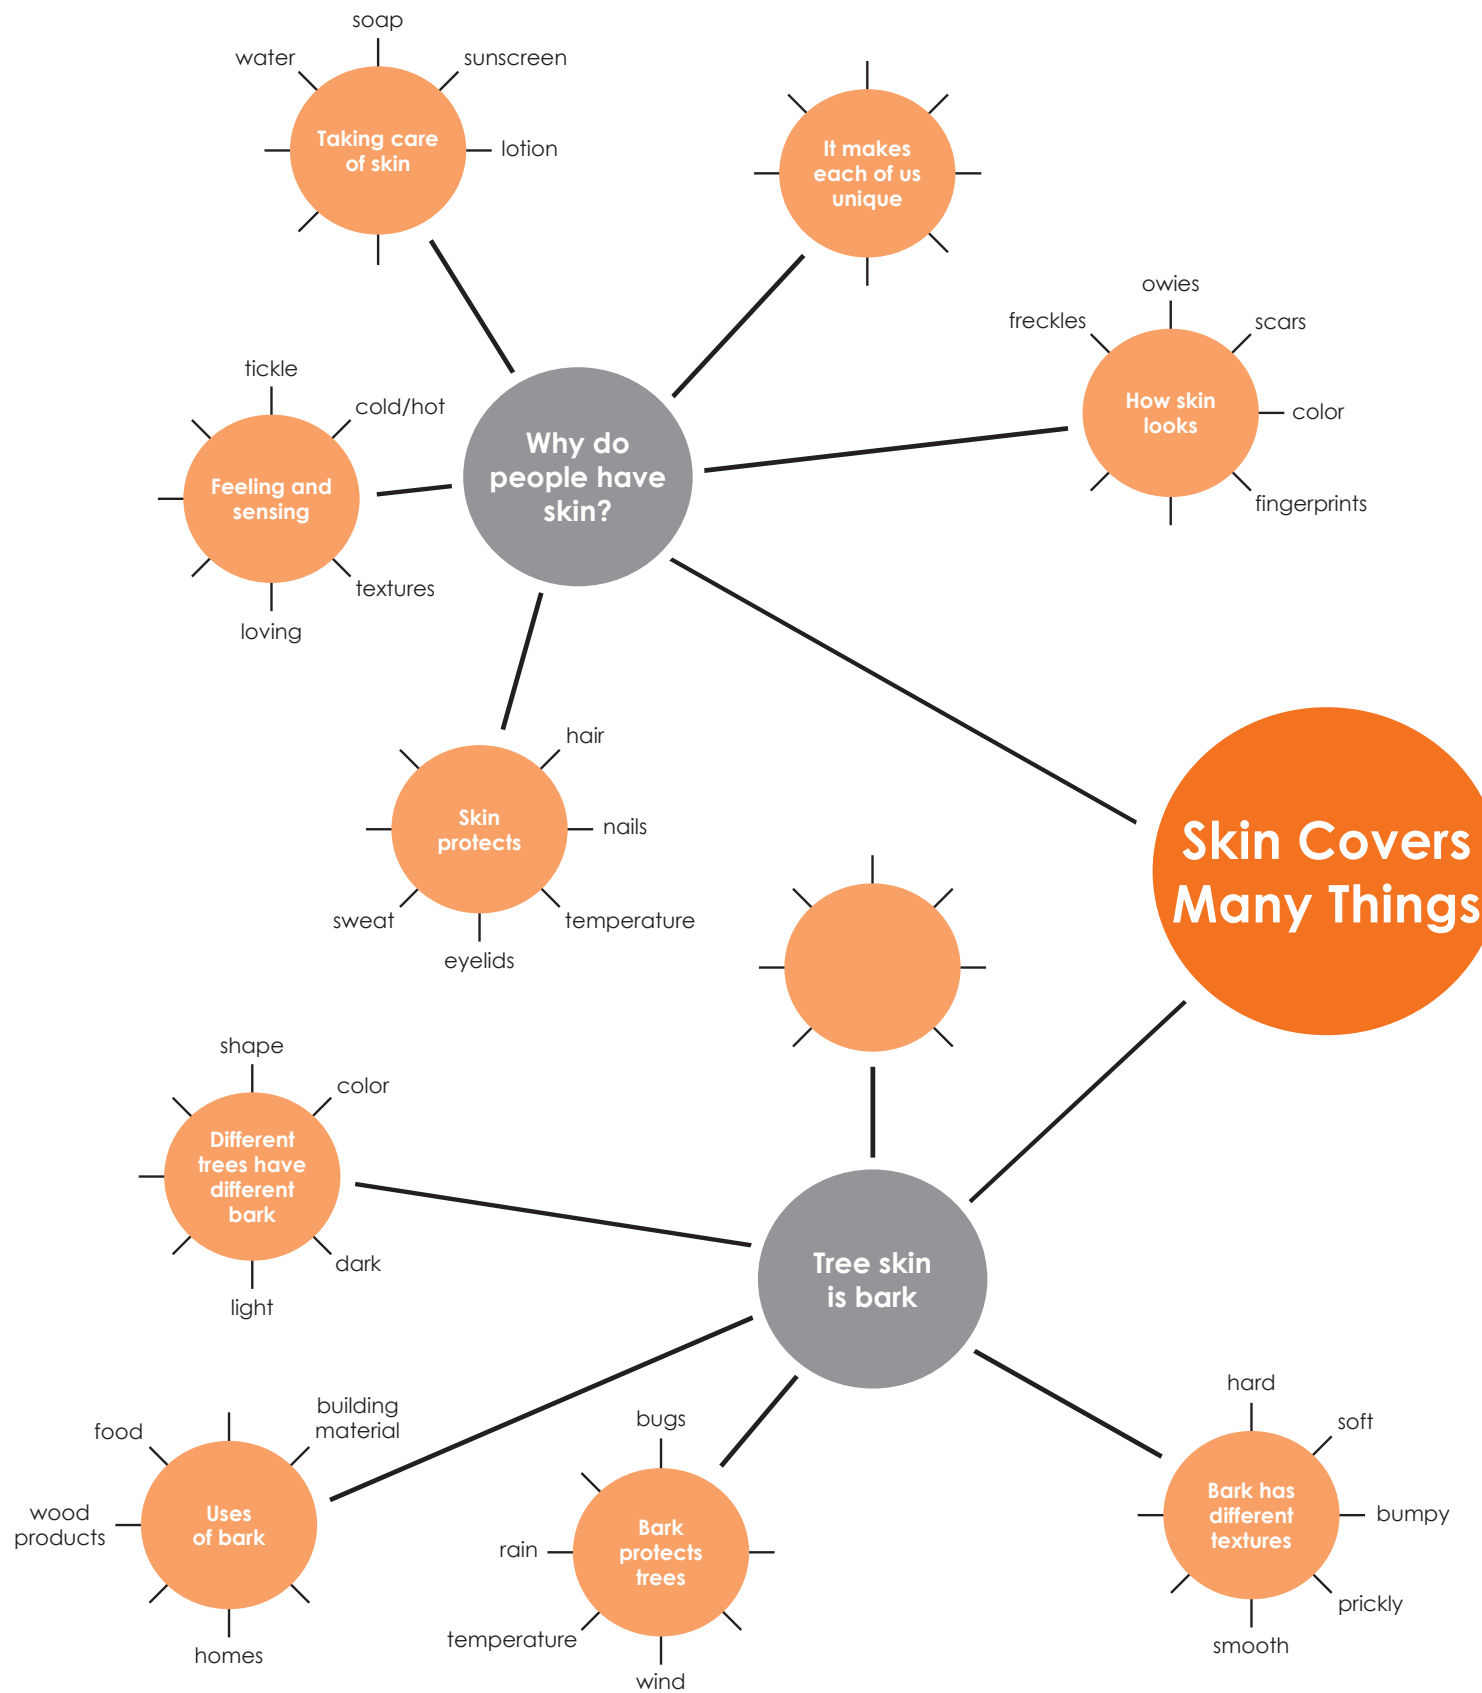 soap
water
sunscreen
Taking care
of skin
lotion
It makes
each of us
unique
owies
freckles
scars
How skin
looks
color
fingerprints
tickle
cold/hot
Feeling and
sensing
textures
loving
Why do
people have
skin?
hair
Skin
protects
nails
sweat
temperature
eyelids
Skin Covers
Many Things
shape
color
Different
trees have
different
bark
dark
light
Tree skin
is bark
building
material
food
wood
products
Uses
of bark
homes
bugs
rain
Bark
protects
trees
temperature
wind
hard
soft
Bark has
different
textures
bumpy
prickly
smooth